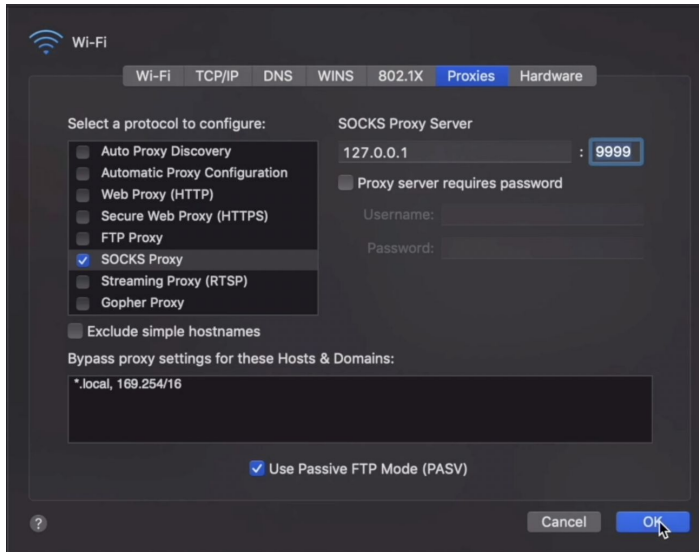 Wi-Fi
Wi-Fi TCP/IP DNS WINS 802.1X Proxies Hardware
Select a protocol to configure:
Auto Proxy Discovery
Automatic Proxy Configuration
Web Proxy (HTTP)
Secure Web Proxy (HTTPS)
FTP Proxy
SOCKS Proxy
Streaming Proxy (RTSP)
Gopher Proxy
SOCKS Proxy Server
127.0.0.1 : 9999
Proxy server requires password
Username:
Password:
Exclude simple hostnames
Bypass proxy settings for these Hosts & Domains:
*.local, 169.254/16
Use Passive FTP Mode (PASV)
?
Cancel OK